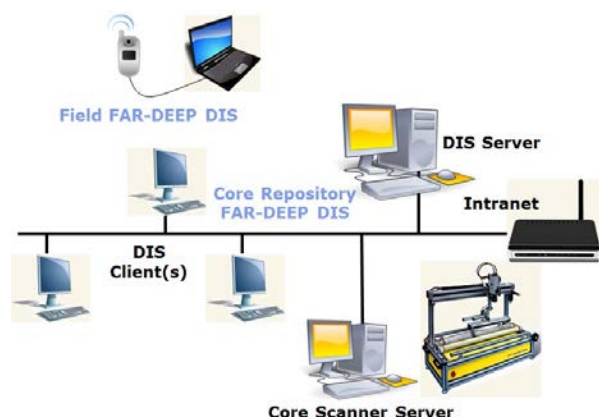 Field FAR-DEEP DIS
DIS Server
Core Repository
FAR-DEEP DIS
Intranet
DIS
Client(s)
Core Scanner Server